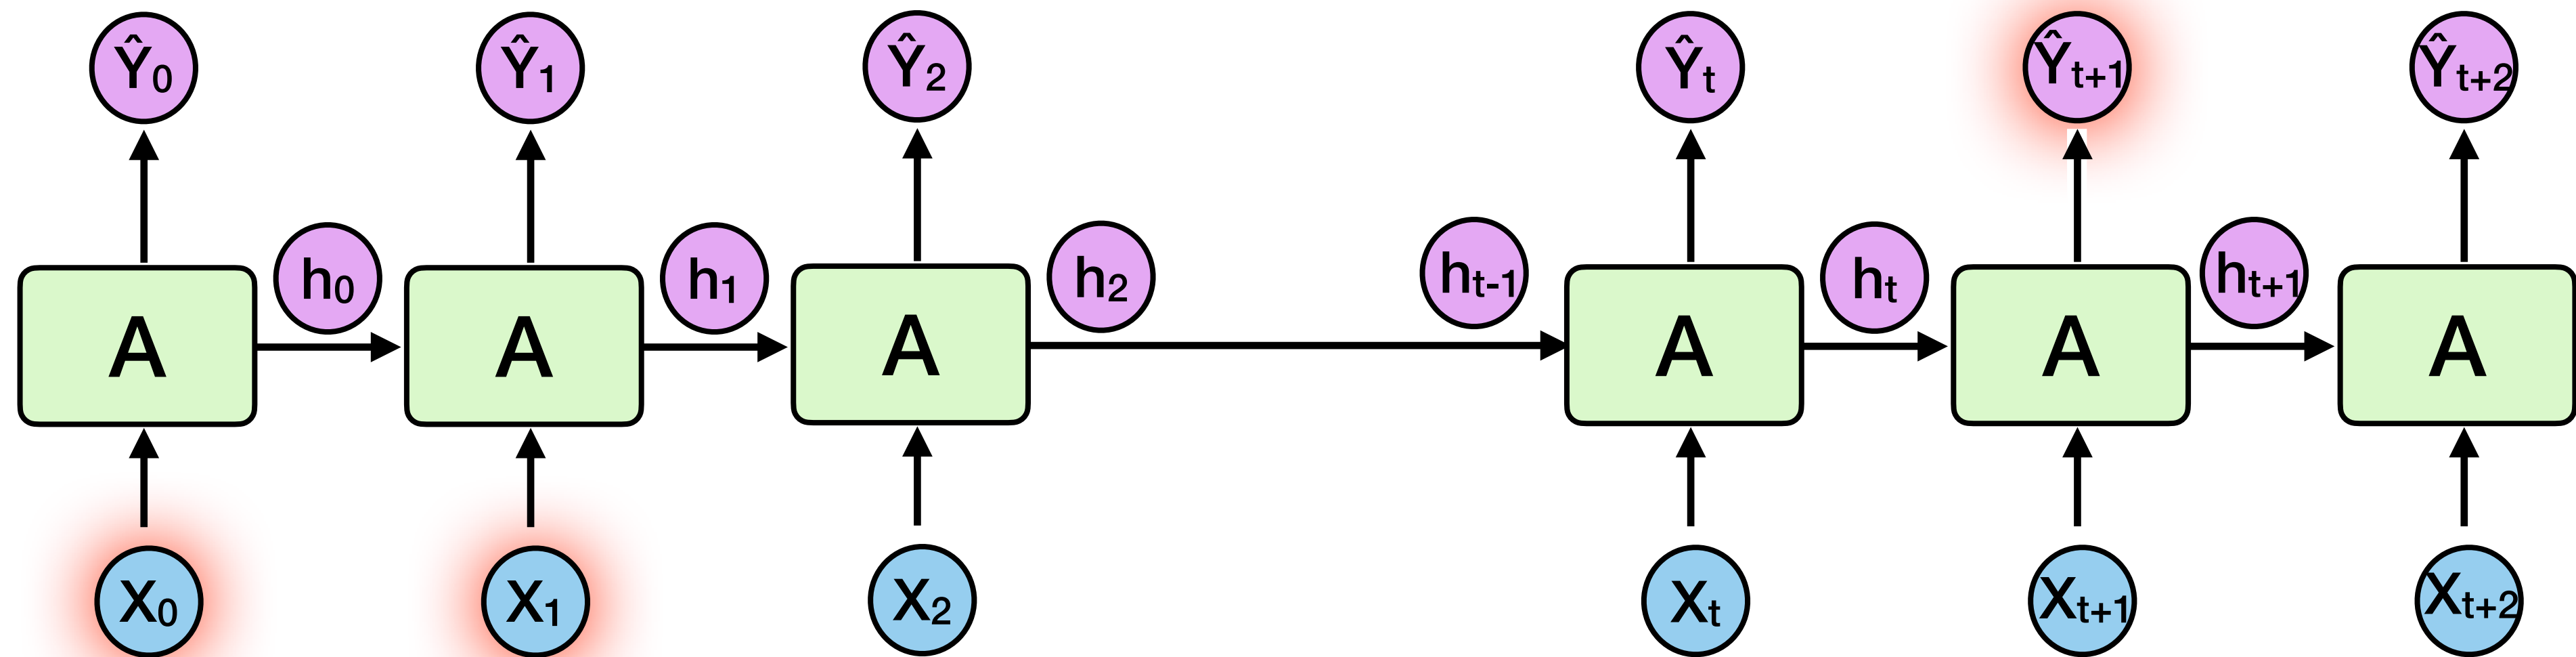 Ŷ₀ Ŷ₁ Ŷ₂ Ŷₜ Ŷₜ₊₁ Ŷₜ₊₂
h₀ h₁ h₂ hₜ₋₁ hₜ hₜ₊₁
A A A A A A
X₀ X₁ X₂ Xₜ Xₜ₊₁ Xₜ₊₂